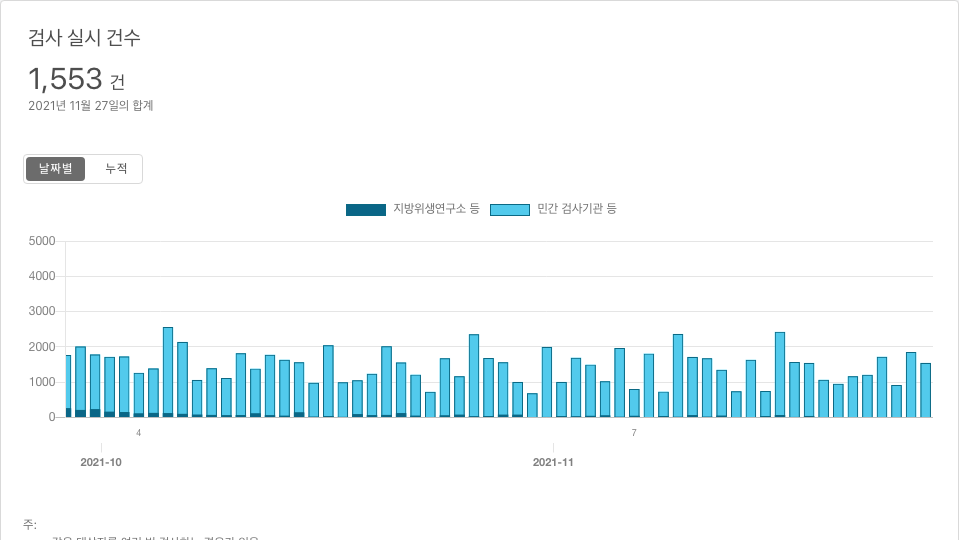 검사 실시 건수
1,553 건
2021년 11월 27일의 합계
날짜별 누적
지방위생연구소 등 민간 검사기관 등
5000
4000
3000
2000
1000
0
4 7
2021-10 2021-11
주: